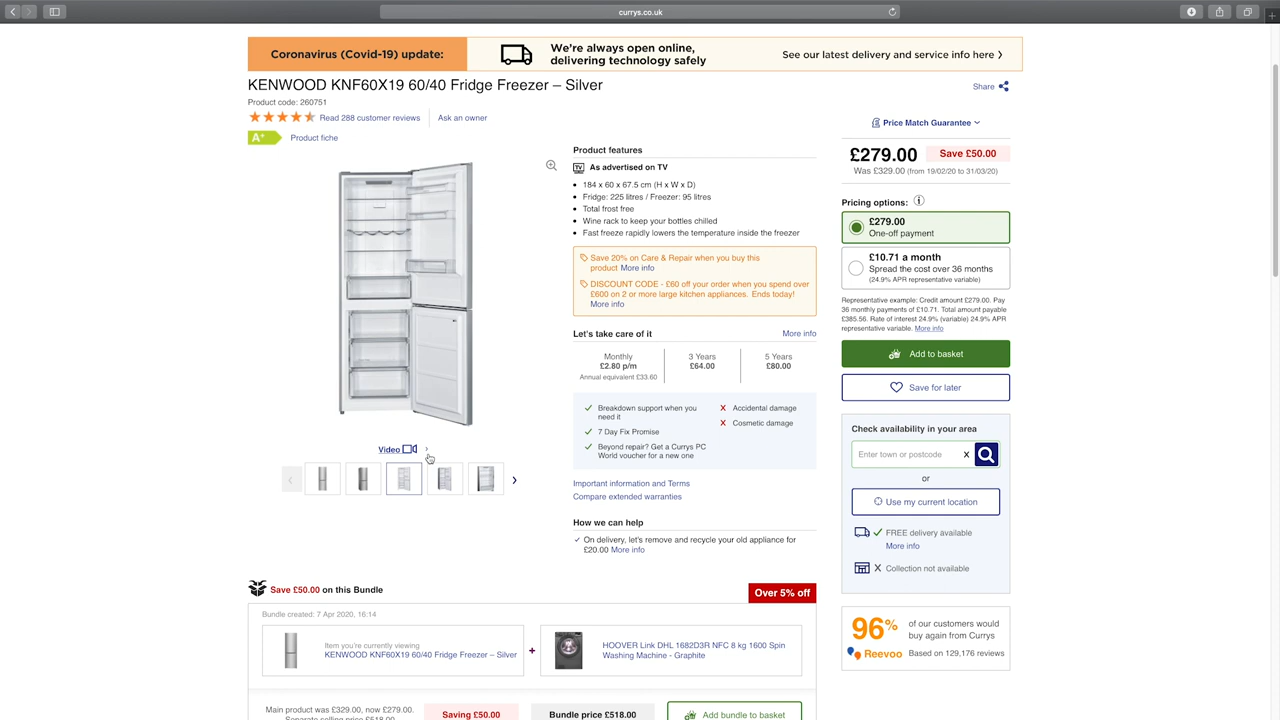 currys.co.uk
Coronavirus (Covid-19) update:
We're always open online,
delivering technology safely
See our latest delivery and service info here
KENWOOD KNF60X19 60/40 Fridge Freezer – Silver
Share
Product code: 260751
Read 288 customer reviews
Ask an owner
A+
Product fiche
Product features
TV
As advertised on TV
184 x 60 x 67.5 cm (H x W x D)
Fridge: 225 litres / Freezer: 95 litres
Total frost free
Wine rack to keep your bottles chilled
Fast freeze rapidly lowers the temperature inside the freezer
Save 20% on Care & Repair when you buy this
product More info
DISCOUNT CODE - £60 off your order when you spend over
£600 on 2 or more large kitchen appliances. Ends today!
More info
Let's take care of it
More info
Monthly
£2.80 p/m
Annual equivalent £33.60
3 Years
£64.00
5 Years
£80.00
Breakdown support when you
need it
7 Day Fix Promise
Beyond repair? Get a Currys PC
World voucher for a new one
X Accidental damage
X Cosmetic damage
Important information and Terms
Compare extended warranties
How we can help
On delivery, let's remove and recycle your old appliance for
£20.00 More info
Video
Price Match Guarantee
£279.00
Save £50.00
Was £329.00 (from 19/02/20 to 31/03/20)
Pricing options:
£279.00
One-off payment
£10.71 a month
Spread the cost over 36 months
(24.9% APR representative variable)
Representative example: Credit amount £279.00. Pay
36 monthly payments of £10.71. Total amount payable
£385.56. Rate of interest 24.9% (variable) 24.9% APR
representative variable. More info
Add to basket
Save for later
Check availability in your area
Enter town or postcode
X
or
Use my current location
FREE delivery available
More info
X Collection not available
96%
of our customers would
buy again from Currys
Reevoo
Based on 129,176 reviews
Save £50.00 on this Bundle
Over 5% off
Bundle created: 7 Apr 2020, 16:14
Item you're currently viewing
KENWOOD KNF60X19 60/40 Fridge Freezer – Silver
+
HOOVER Link DHL 1682D3R NFC 8 kg 1600 Spin
Washing Machine - Graphite
Main product was £329.00, now £279.00.
Separate selling price £518.00
Saving £50.00
Bundle price £518.00
Add bundle to basket